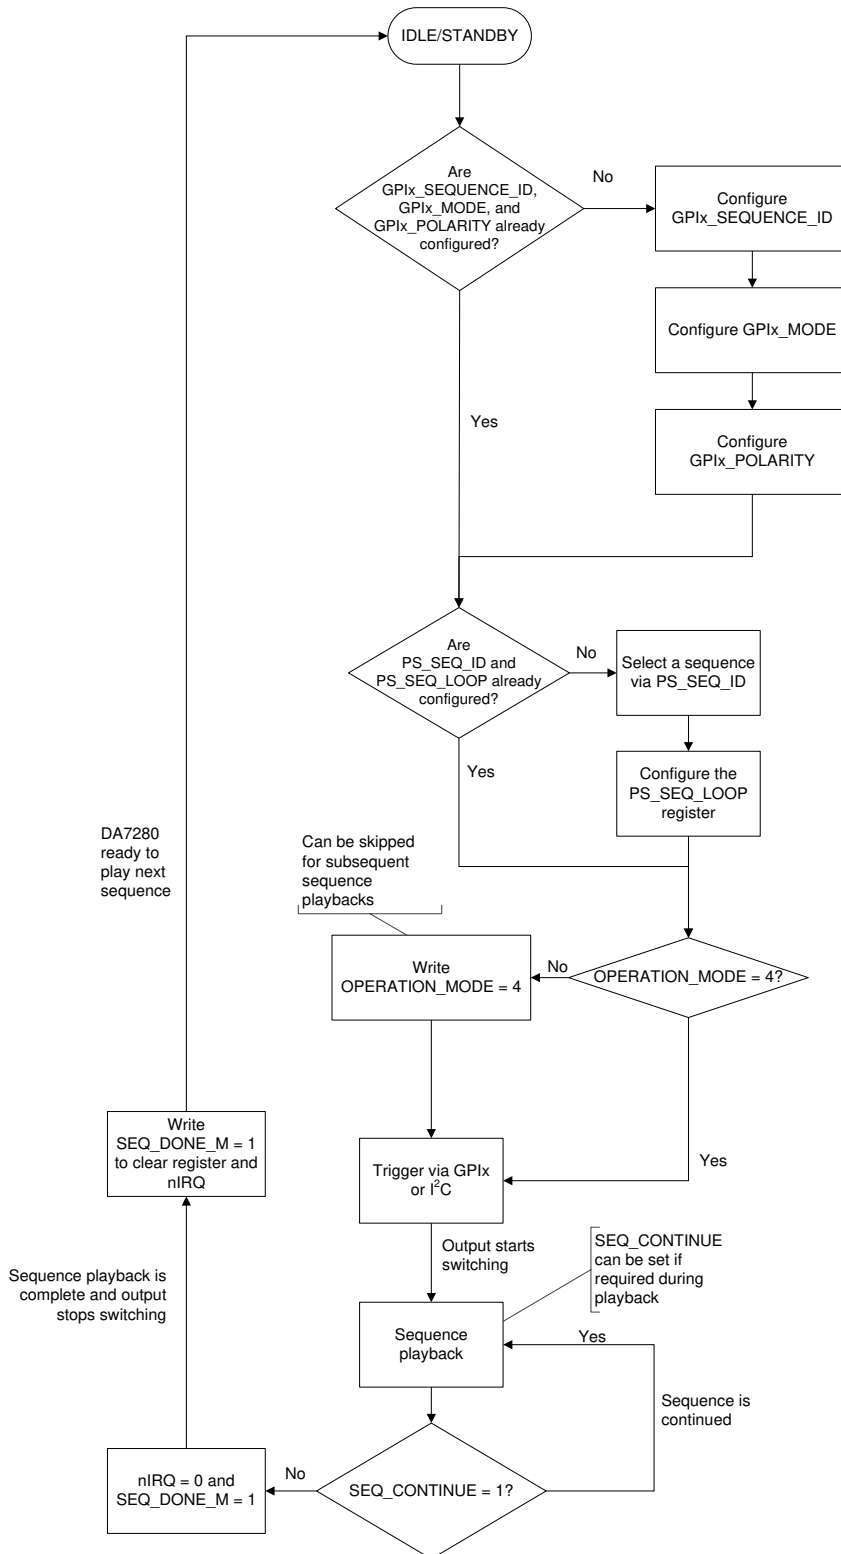 IDLE/STANDBY
Are
GPIx_SEQUENCE_ID,
GPIx_MODE, and
GPIx_POLARITY already
configured?
No
Configure
GPIx_SEQUENCE_ID
Configure GPIx_MODE
Configure
GPIx_POLARITY
Yes
Are
PS_SEQ_ID and
PS_SEQ_LOOP already
configured?
No
Select a sequence
via PS_SEQ_ID
Yes
Configure the
PS_SEQ_LOOP
register
DA7280
ready to
play next
sequence
Can be skipped
for subsequent
sequence
playbacks
Write
OPERATION_MODE = 4
No
OPERATION_MODE = 4?
Write
SEQ_DONE_M = 1
to clear register and
nIRQ
Trigger via GPIx
or I²C
Yes
Output starts
switching
SEQ_CONTINUE
can be set if
required during
playback
Sequence playback is
complete and output
stops switching
Sequence
playback
Yes
Sequence is
continued
nIRQ = 0 and
SEQ_DONE_M = 1
No
SEQ_CONTINUE = 1?